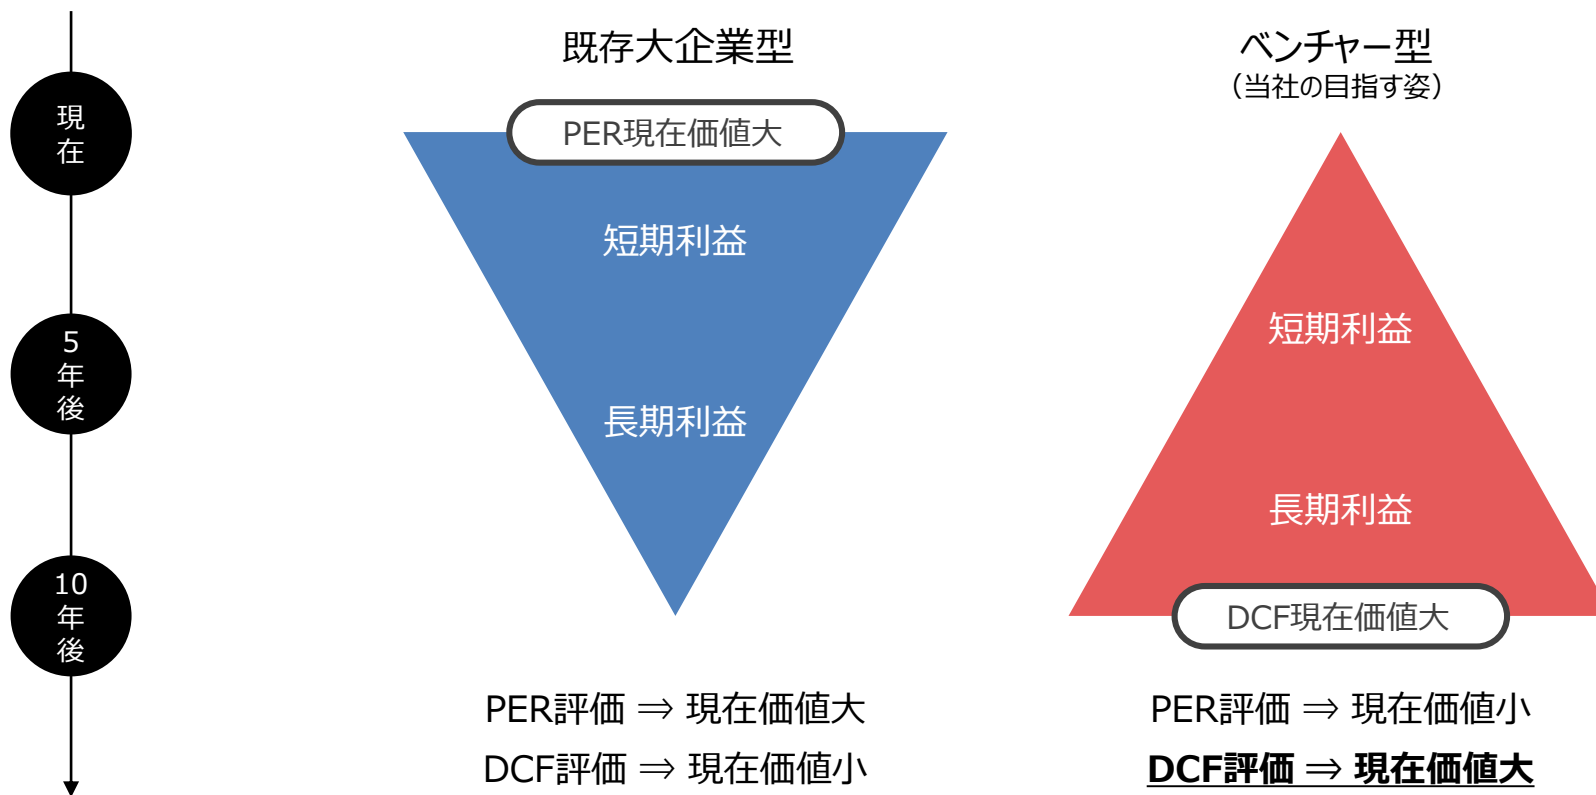 現在
5年後
10年後
既存大企業型
PER現在価値大
短期利益
長期利益
PER評価 ⇒ 現在価値大
DCF評価 ⇒ 現在価値小
ベンチャー型
（当社の目指す姿）
短期利益
長期利益
DCF現在価値大
PER評価 ⇒ 現在価値小
DCF評価 ⇒ 現在価値大